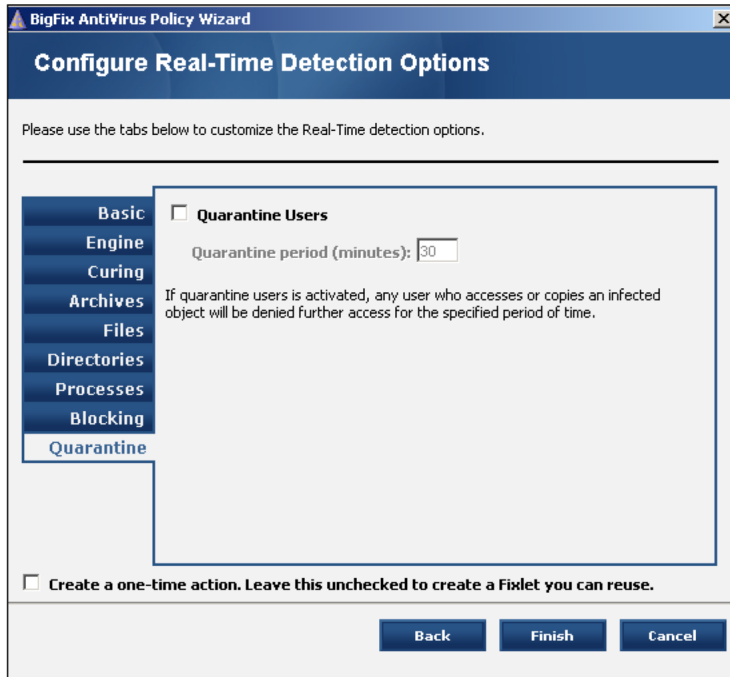 BigFix AntiVirus Policy Wizard
Configure Real-Time Detection Options
Please use the tabs below to customize the Real-Time detection options.
Basic
Engine
Curing
Archives
Files
Directories
Processes
Blocking
Quarantine
Quarantine Users
Quarantine period (minutes): 30
If quarantine users is activated, any user who accesses or copies an infected
object will be denied further access for the specified period of time.
Create a one-time action. Leave this unchecked to create a Fixlet you can reuse.
Back Finish Cancel